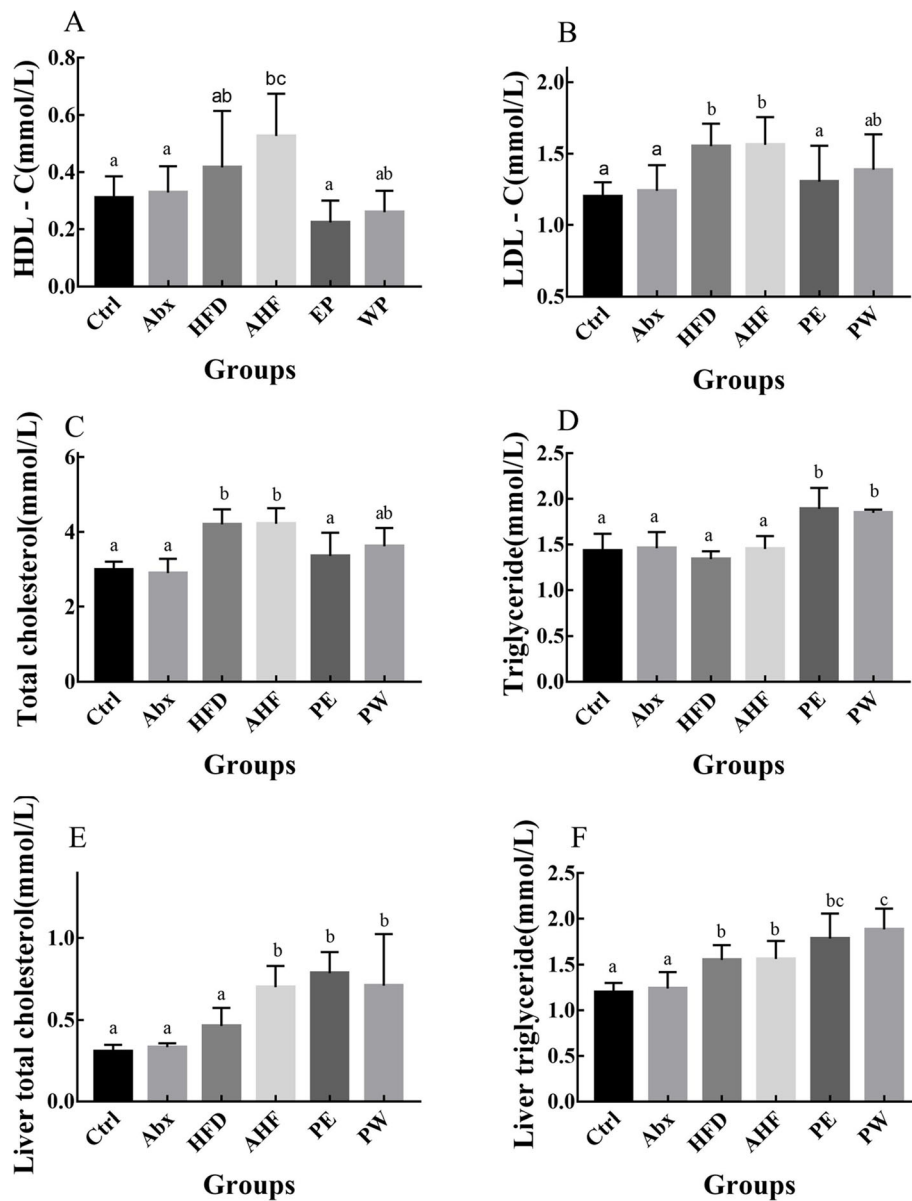 A
HDL - C(mmol/L)
0.8
0.6
0.4
0.2
0.0
a
a
ab
bc
a
ab
Ctrl
Abx
HFD
AHF
EP
WP
Groups
B
LDL - C(mmol/L)
2.0
1.5
1.0
0.5
a
a
b
b
a
ab
Ctrl
Abx
HFD
AHF
PE
PW
Groups
C
Total cholesterol(mmol/L)
6
4
2
0
a
a
b
b
a
ab
Ctrl
Abx
HFD
AHF
PE
PW
Groups
D
Triglyceride(mmol/L)
2.5
2.0
1.5
1.0
0.5
0.0
a
a
a
a
b
b
Ctrl
Abx
HFD
AHF
PE
PW
Groups
E
Liver total cholesterol(mmol/L)
1.0
0.5
0.0
a
a
a
b
b
b
Ctrl
Abx
HFD
AHF
PE
PW
Groups
F
Liver triglyceride(mmol/L)
2.5
2.0
1.5
1.0
0.5
0.0
a
a
b
b
bc
c
Ctrl
Abx
HFD
AHF
PE
PW
Groups